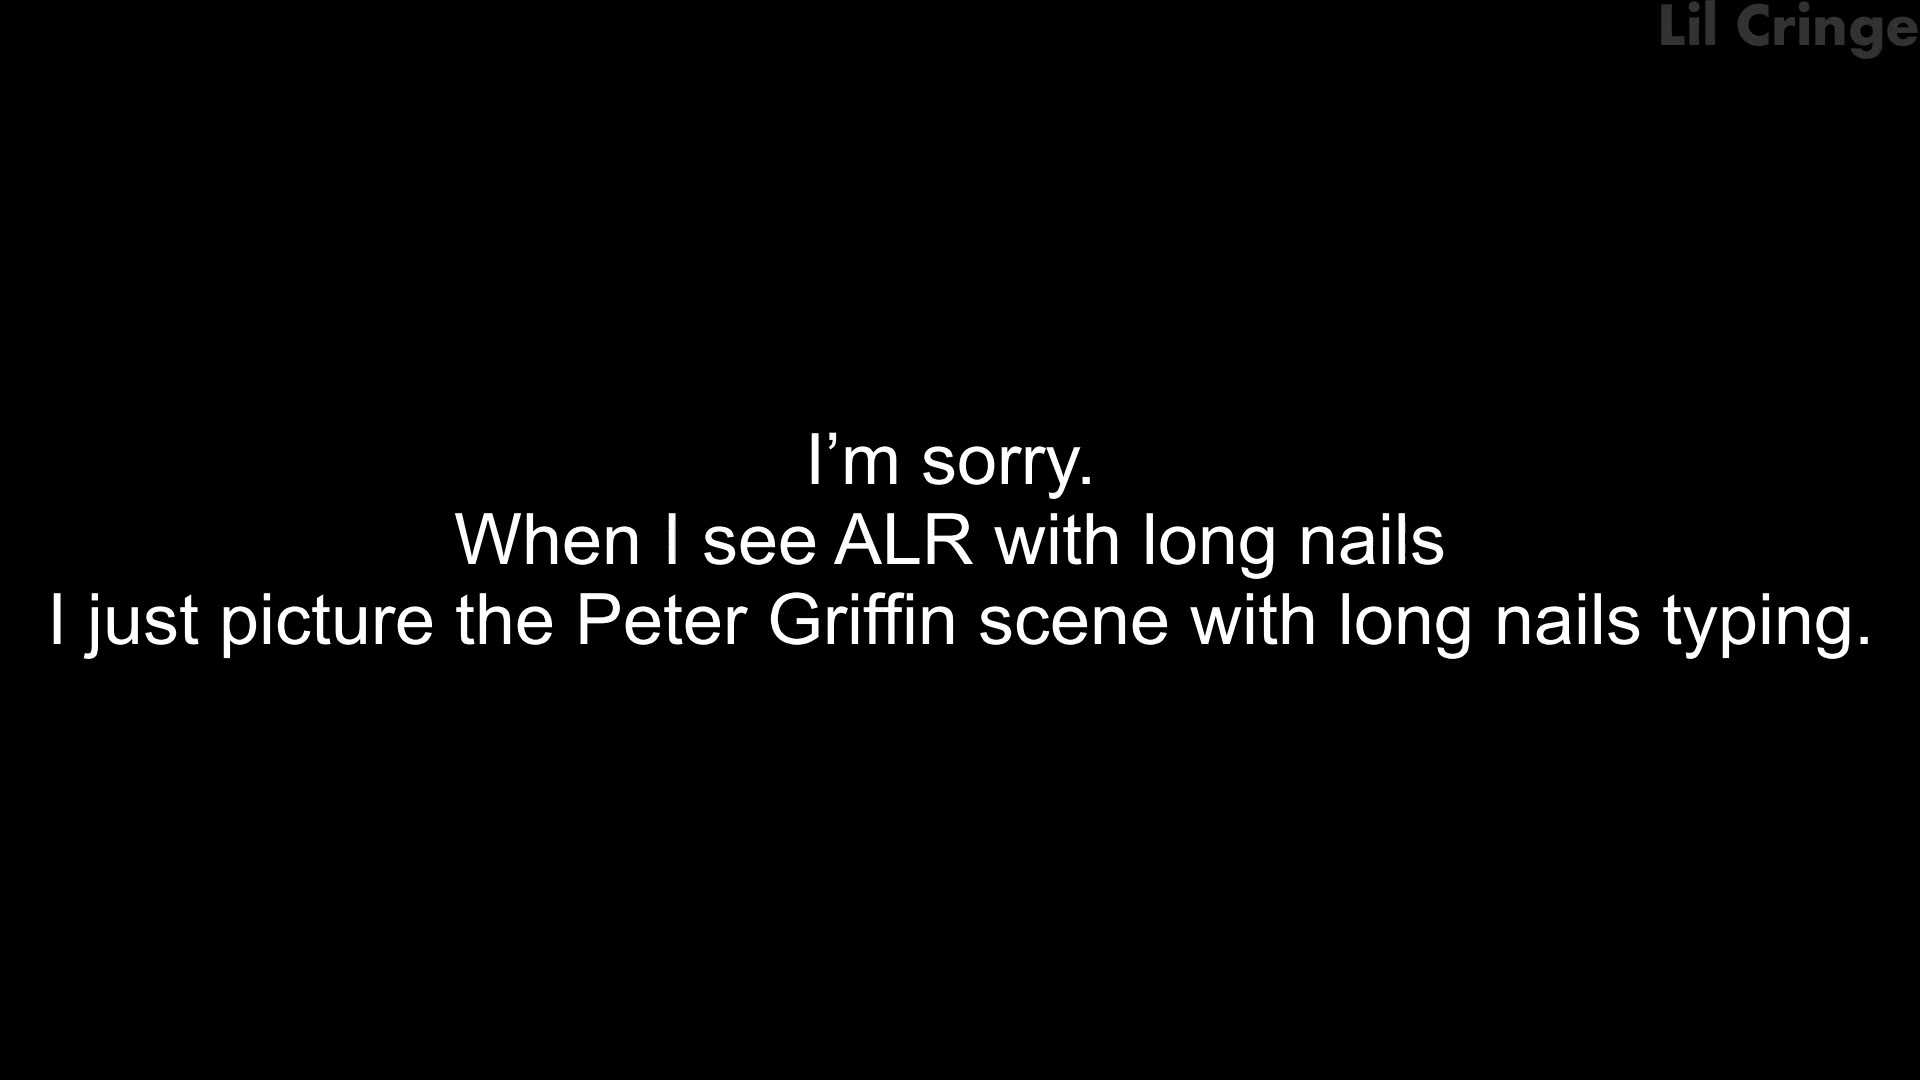 Lil Cringe
I’m sorry.
When I see ALR with long nails
I just picture the Peter Griffin scene with long nails typing.